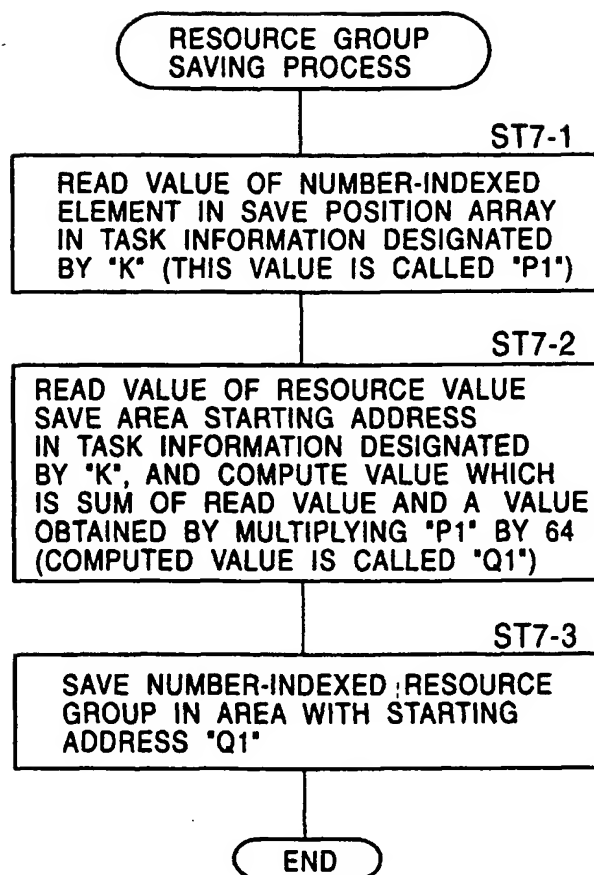 RESOURCE GROUP
SAVING PROCESS
ST7-1
READ VALUE OF NUMBER-INDEXED
ELEMENT IN SAVE POSITION ARRAY
IN TASK INFORMATION DESIGNATED
BY "K" (THIS VALUE IS CALLED "P1")
ST7-2
READ VALUE OF RESOURCE VALUE
SAVE AREA STARTING ADDRESS
IN TASK INFORMATION DESIGNATED
BY "K", AND COMPUTE VALUE WHICH
IS SUM OF READ VALUE AND A VALUE
OBTAINED BY MULTIPLYING "P1" BY 64
(COMPUTED VALUE IS CALLED "Q1")
ST7-3
SAVE NUMBER-INDEXED RESOURCE
GROUP IN AREA WITH STARTING
ADDRESS "Q1"
END